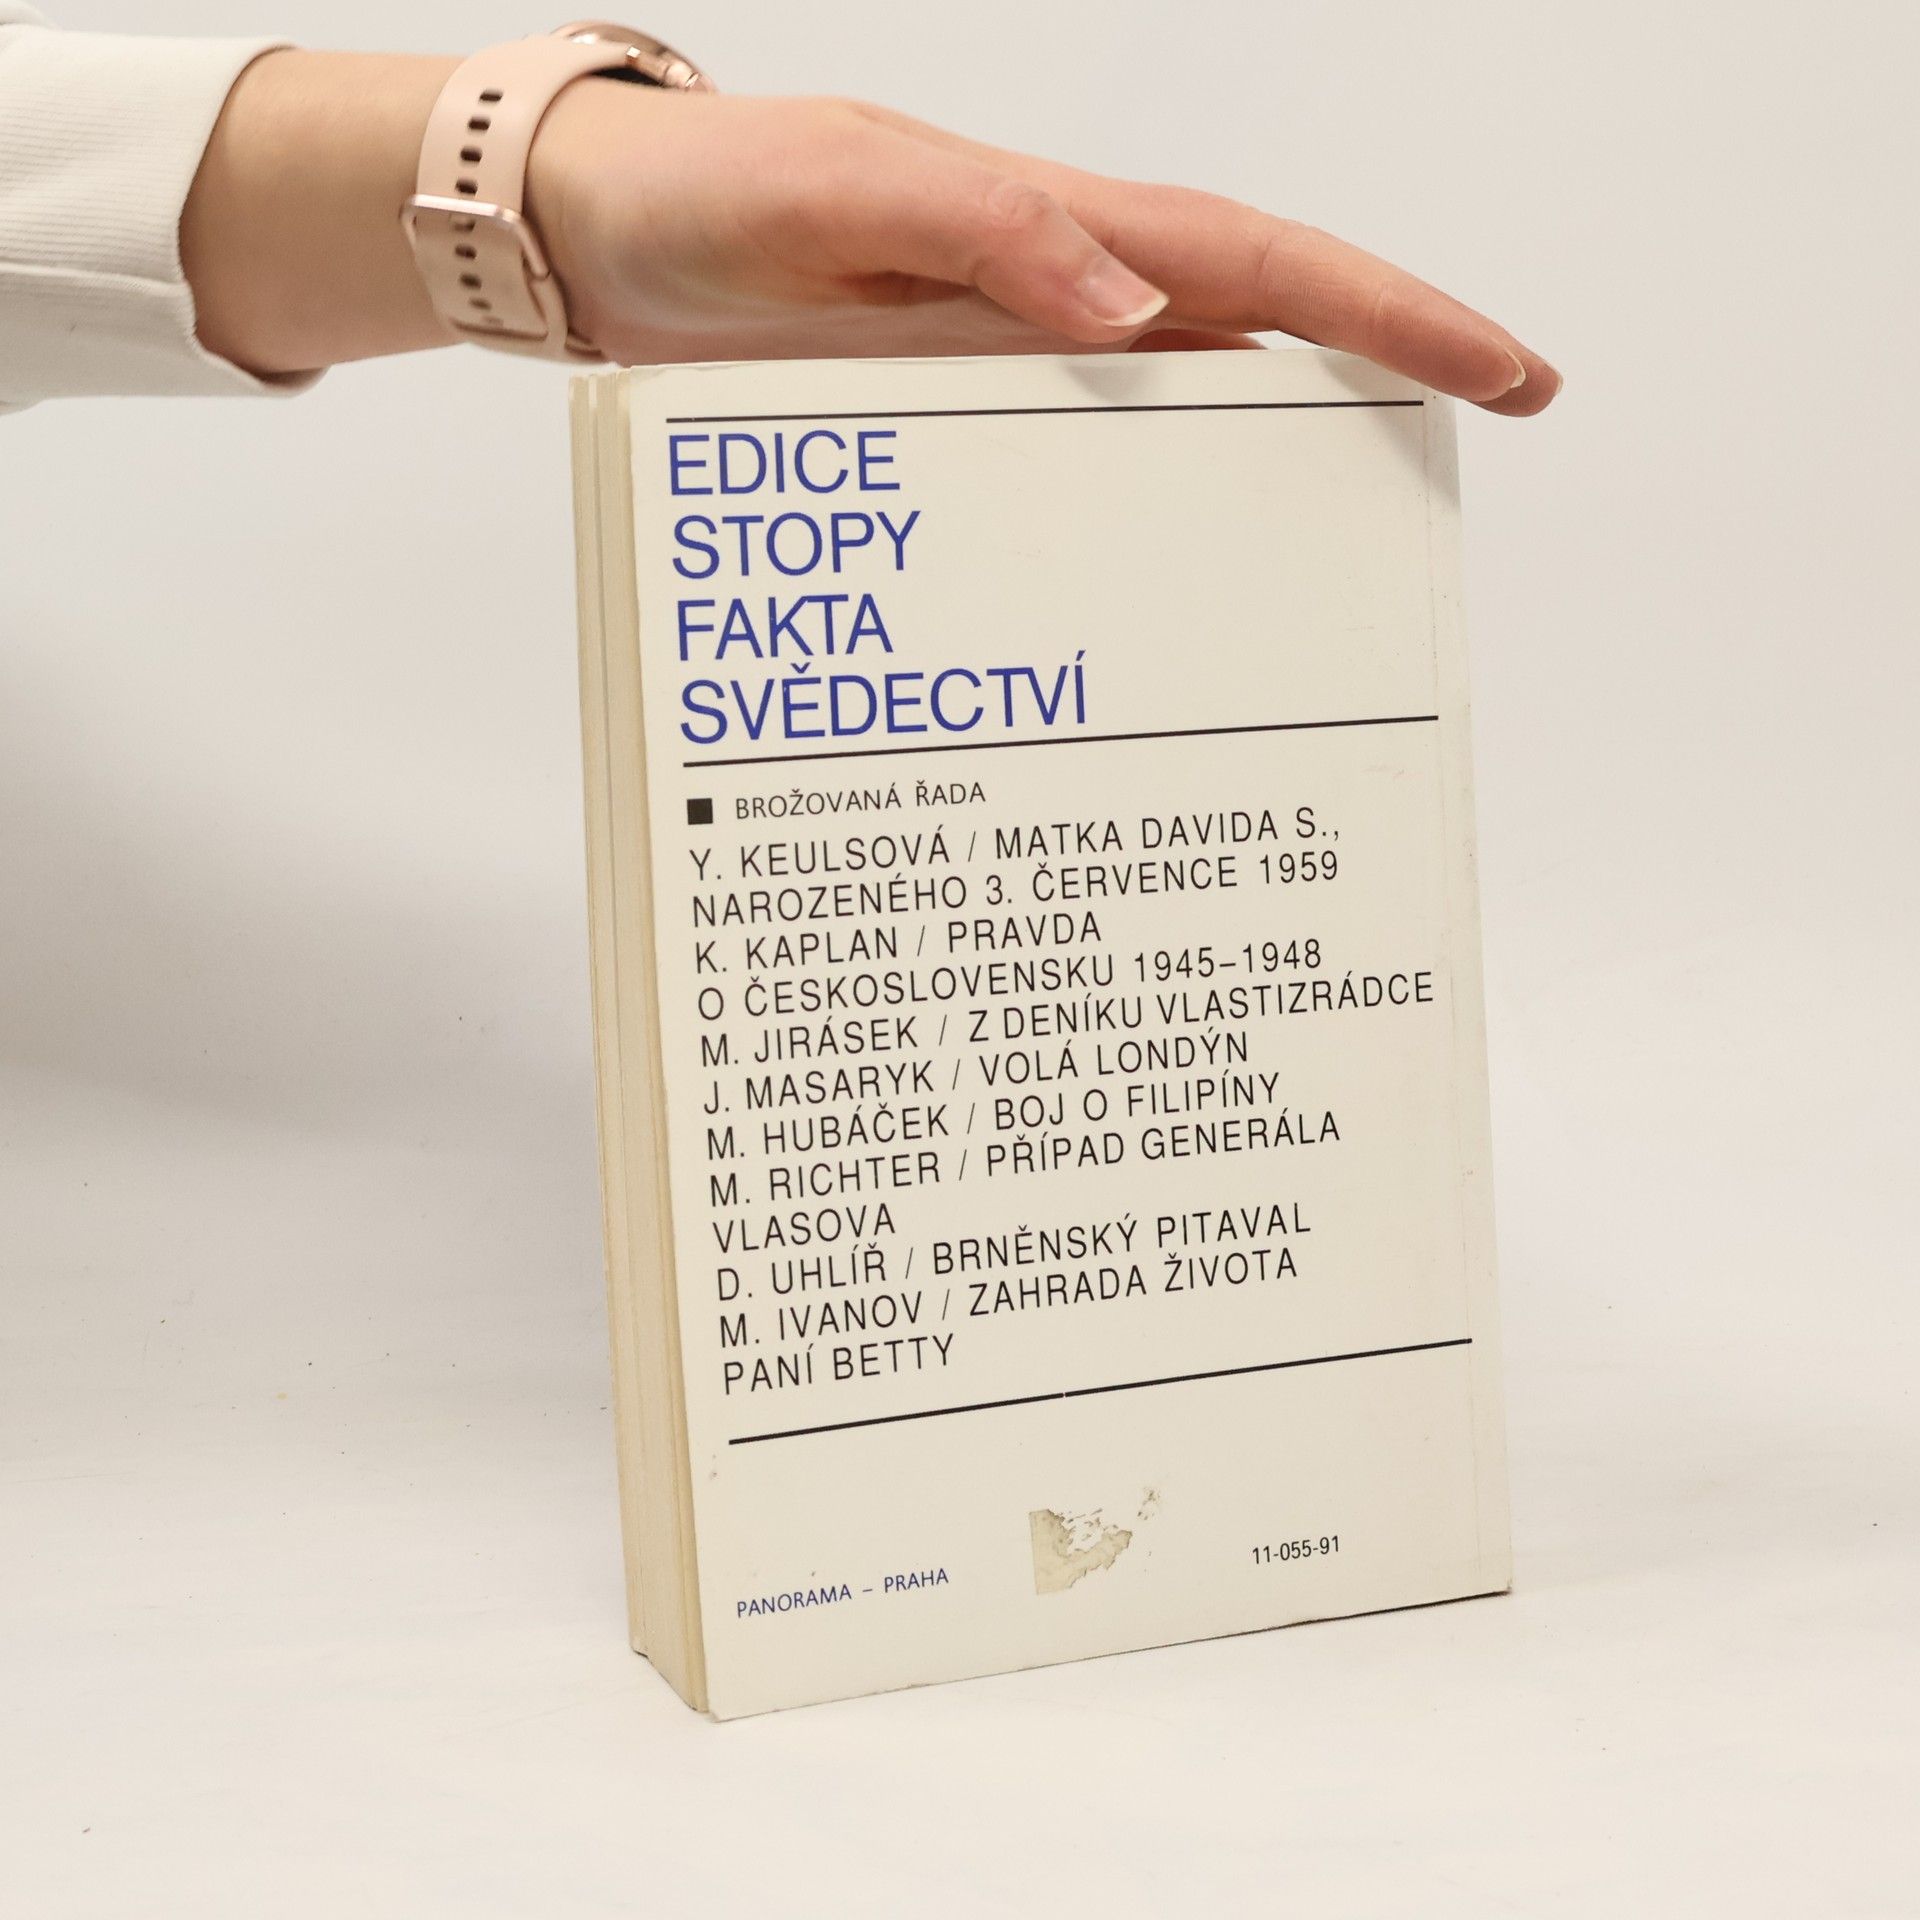 EDICE
STOPY
FAKTA
SVĚDECTVÍ
BROŽOVANÁ ŘADA
Y. KEULSOVÁ / MATKA DAVIDA S.,
NAROZENÉHO 3. ČERVENCE 1959
K. KAPLAN / PRAVDA
O ČESKOSLOVENSKU 1945–1948
M. JIRÁSEK / Z DENÍKU VLASTIZRÁDCE
J. MASARYK / VOLÁ LONDÝN
M. HUBÁČEK / BOJ O FILIPÍNY
M. RICHTER / PŘÍPAD GENERÁLA
VLASOVA
D. UHLÍŘ / BRNĚNSKÝ PITAVAL
M. IVANOV / ZAHRADA ŽIVOTA
PANÍ BETTY
PANORAMA – PRAHA
11-055-91